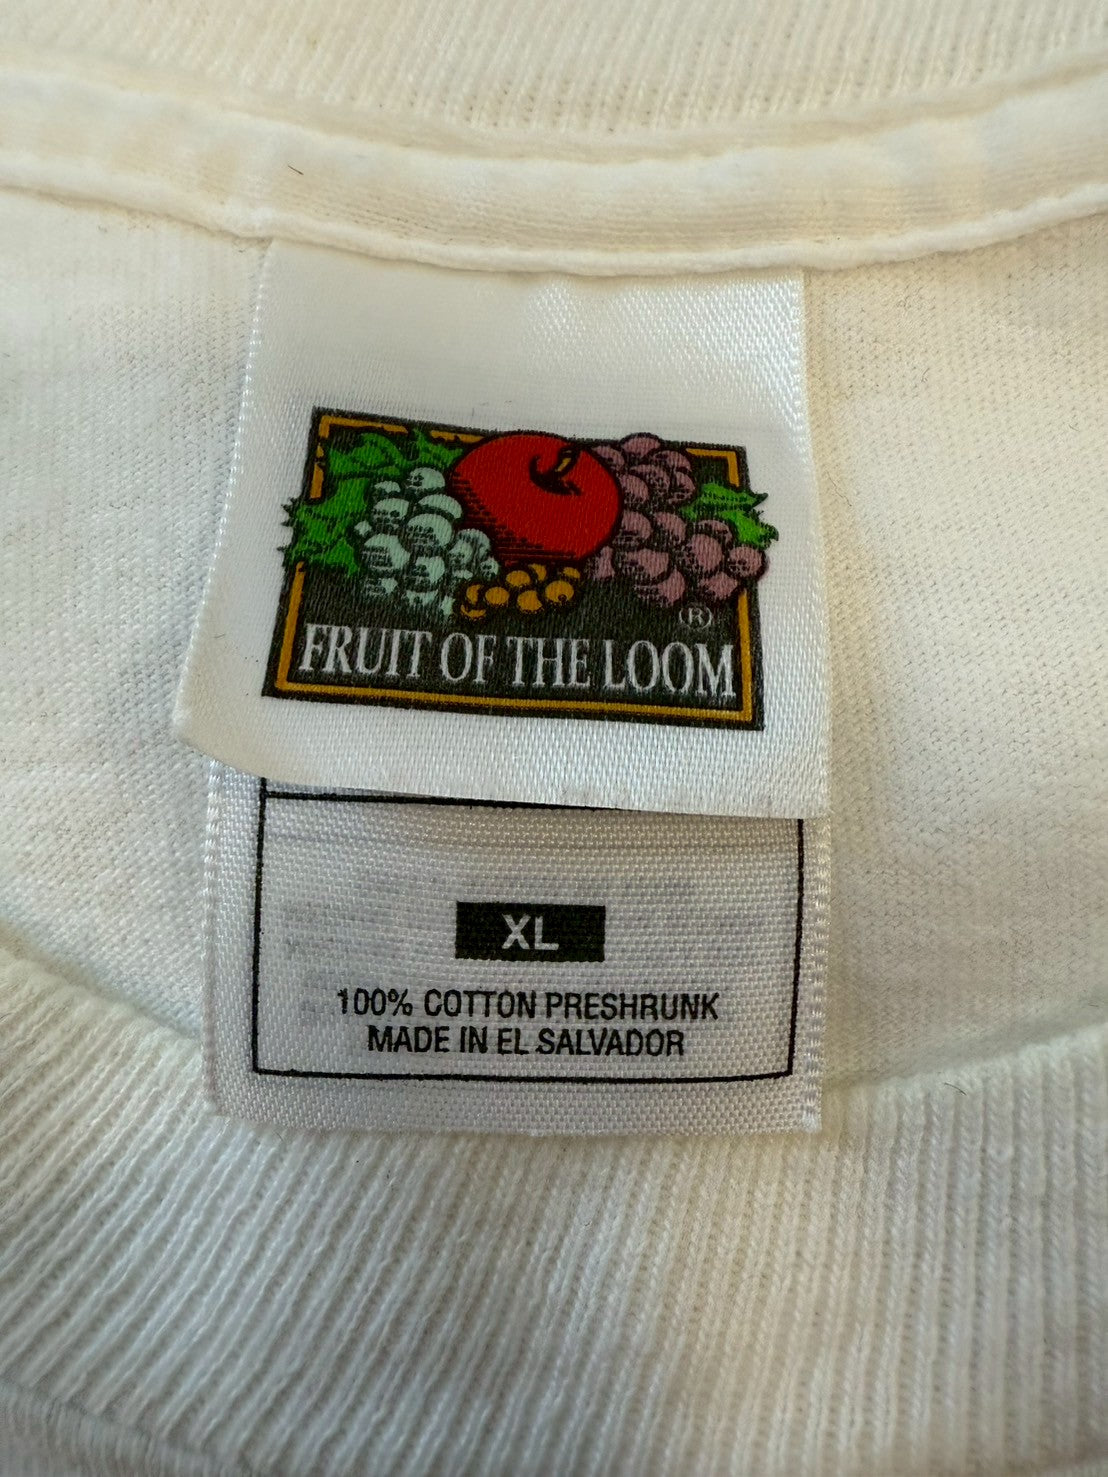 ®
FRUIT OF THE LOOM
XL
100% COTTON PRESHRUNK
MADE IN EL SALVADOR